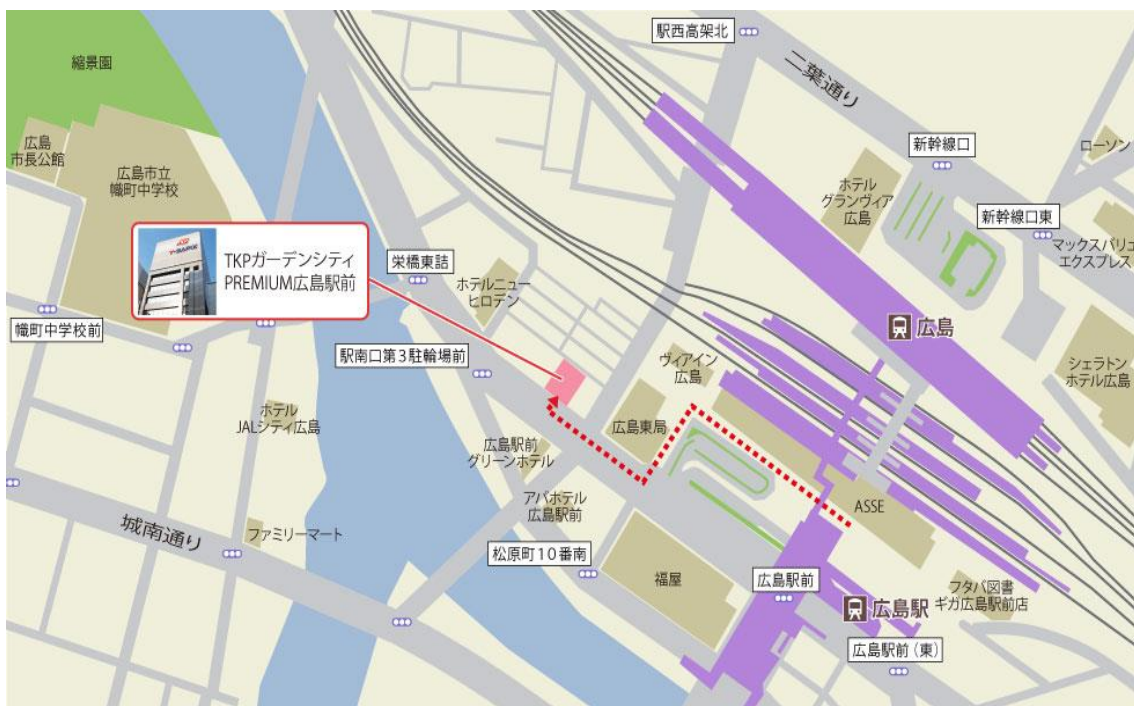 駅西高架北
縮景園
二葉通り
広島
市長公館
広島市立
幟町中学校
新幹線口
ローソン
ホテル
グランヴィア
広島
新幹線口東
マックスバリュ
エクスプレス
TKPガーデンシティ
PREMIUM広島駅前
栄橋東詰
ホテルニュー
ヒロデン
幟町中学校前
広島
駅南口第3駐輪場前
ヴィアイン
広島
シェラトン
ホテル広島
ホテル
JALシティ広島
広島東局
広島駅前
グリーンホテル
アパホテル
広島駅前
ASSE
城南通り
ファミリーマート
松原町10番南
福屋
広島駅前
フタバ図書
ギガ広島駅前店
広島駅
広島駅前(東)